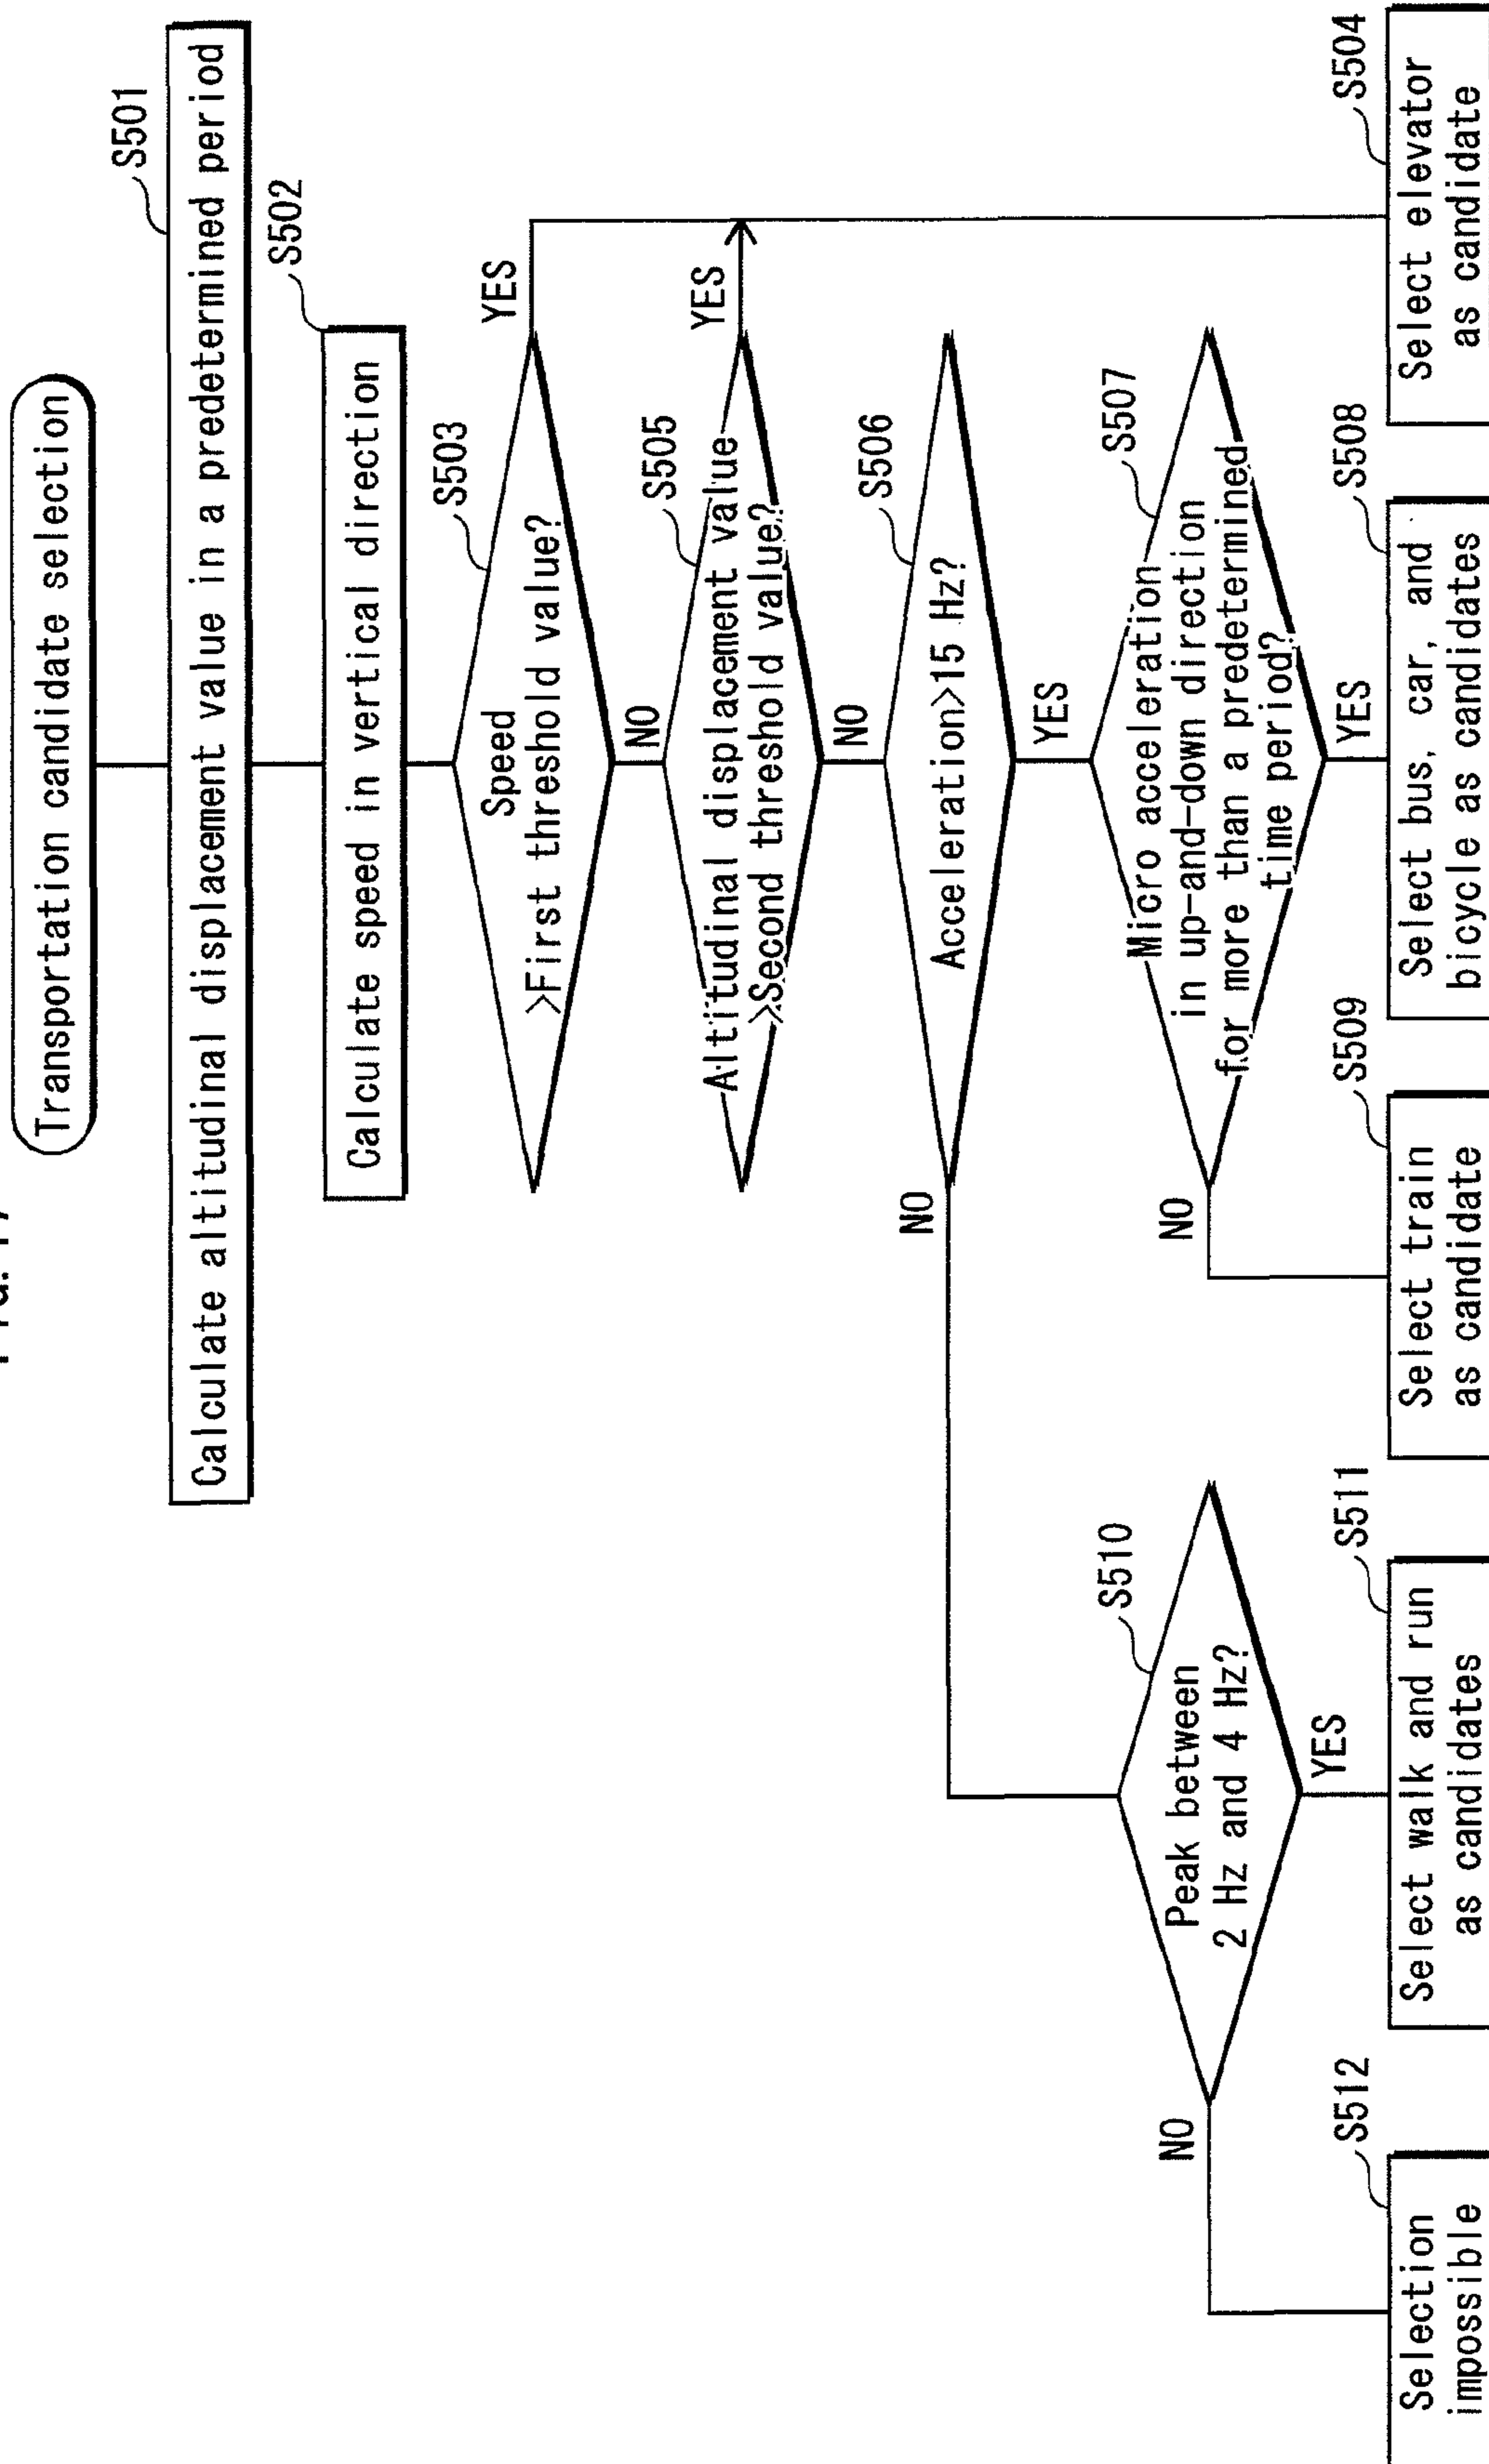 Transportation candidate selection
S501
Calculate altitudinal displacement value in a predetermined period
S502
Calculate speed in vertical direction
S503
Speed
>First threshold value?
YES
NO
S505
Altitudinal displacement value
>Second threshold value?
YES
NO
S506
Acceleration>15 Hz?
NO
YES
S510
Peak between
2 Hz and 4 Hz?
NO
YES
S507
Micro acceleration
in up-and-down direction
for more than a predetermined
time period?
NO
YES
S512
Selection
impossible
S511
Select walk and run
as candidates
S509
Select train
as candidate
S508
Select bus, car, and
bicycle as candidates
S504
Select elevator
as candidate